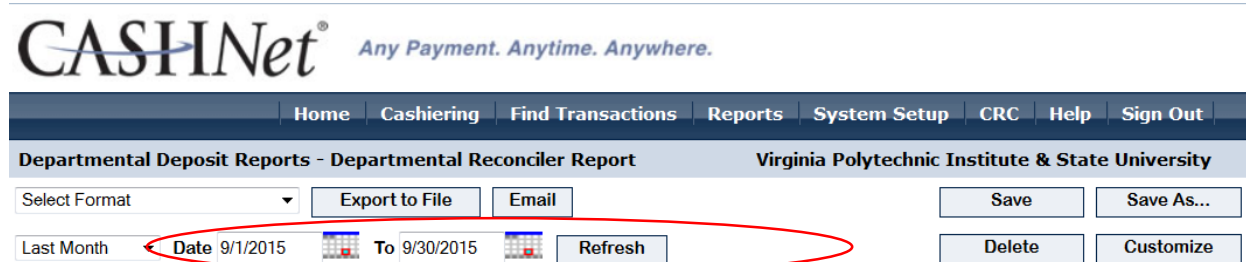 CASHNet® Any Payment. Anytime. Anywhere.
Home Cashiering Find Transactions Reports System Setup CRC Help Sign Out
Departmental Deposit Reports - Departmental Reconciler Report Virginia Polytechnic Institute & State University
Select Format Export to File Email Save Save As...
Last Month Date 9/1/2015 To 9/30/2015 Refresh Delete Customize